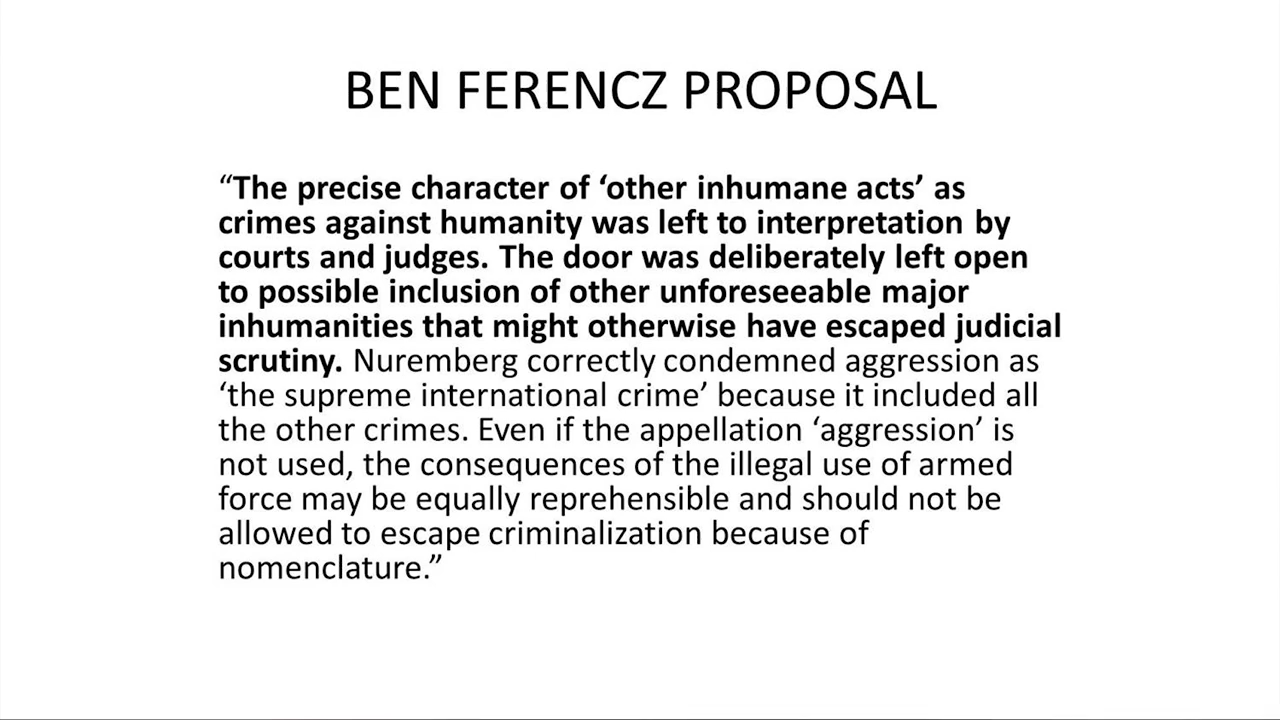 BEN FERENCZ PROPOSAL
“The precise character of ‘other inhumane acts’ as
crimes against humanity was left to interpretation by
courts and judges. The door was deliberately left open
to possible inclusion of other unforeseeable major
inhumanities that might otherwise have escaped judicial
scrutiny. Nuremberg correctly condemned aggression as
‘the supreme international crime’ because it included all
the other crimes. Even if the appellation ‘aggression’ is
not used, the consequences of the illegal use of armed
force may be equally reprehensible and should not be
allowed to escape criminalization because of
nomenclature.”